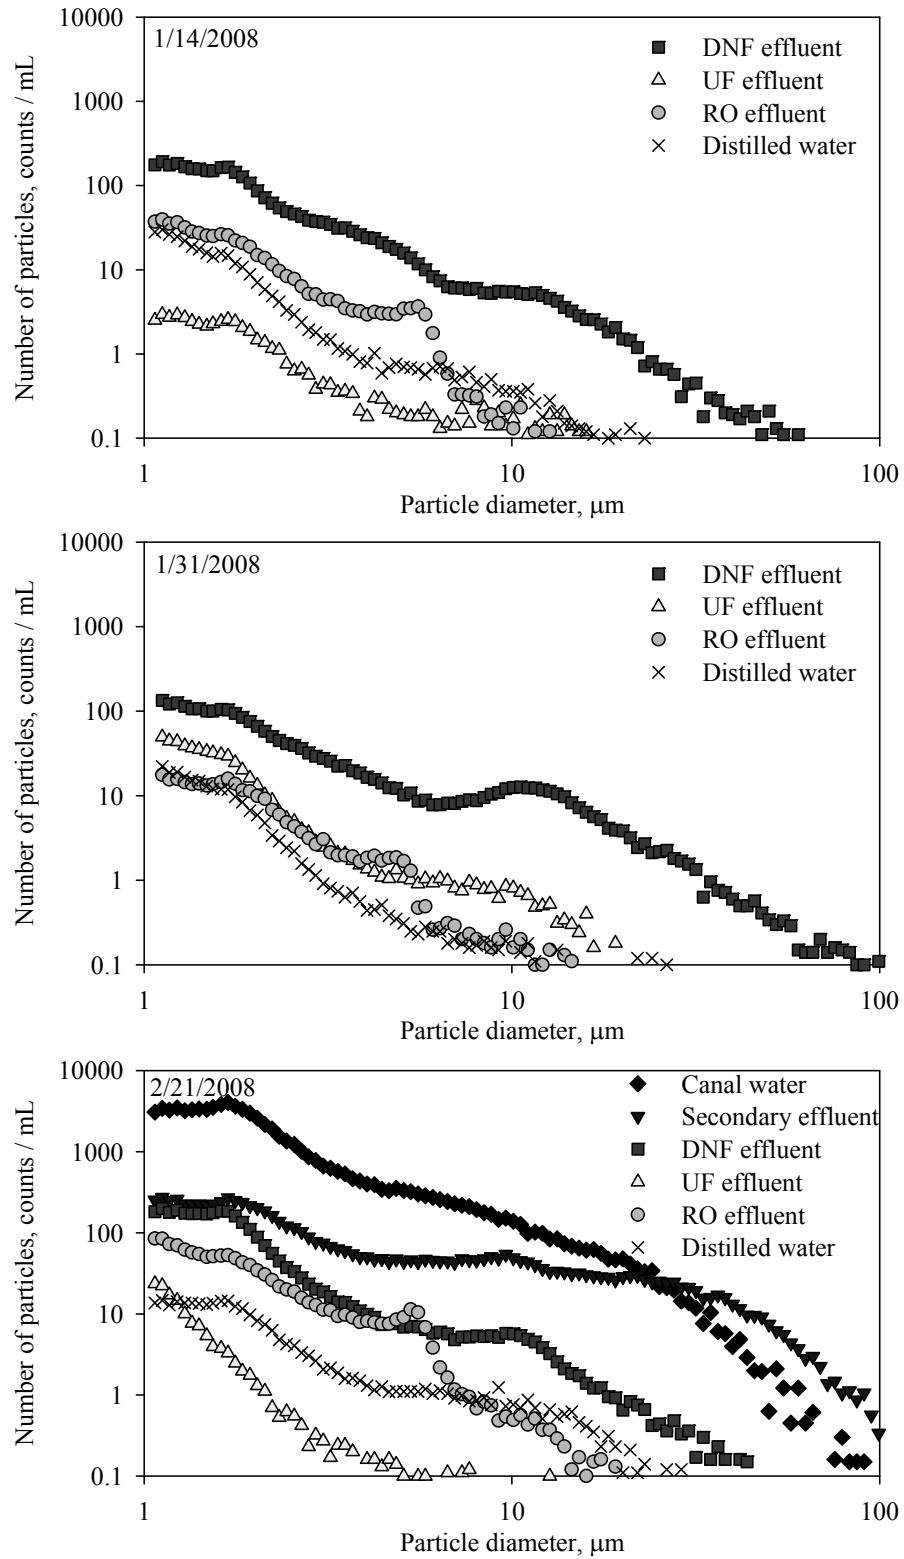 10000
1000
100
10
1
0.1
Number of particles, counts / mL
1/14/2008
DNF effluent
UF effluent
RO effluent
Distilled water
1 10 100
Particle diameter, μm
10000
1000
100
10
1
0.1
Number of particles, counts / mL
1/31/2008
DNF effluent
UF effluent
RO effluent
Distilled water
1 10 100
Particle diameter, μm
10000
1000
100
10
1
0.1
Number of particles, counts / mL
2/21/2008
Canal water
Secondary effluent
DNF effluent
UF effluent
RO effluent
Distilled water
1 10 100
Particle diameter, μm